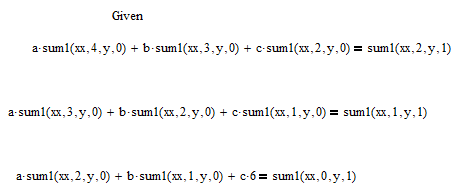 Given
a·sum1(xx,4,y,0) + b·sum1(xx,3,y,0) + c·sum1(xx,2,y,0) = sum1(xx,2,y,1)
a·sum1(xx,3,y,0) + b·sum1(xx,2,y,0) + c·sum1(xx,1,y,0) = sum1(xx,1,y,1)
a·sum1(xx,2,y,0) + b·sum1(xx,1,y,0) + c·6 = sum1(xx,0,y,1)